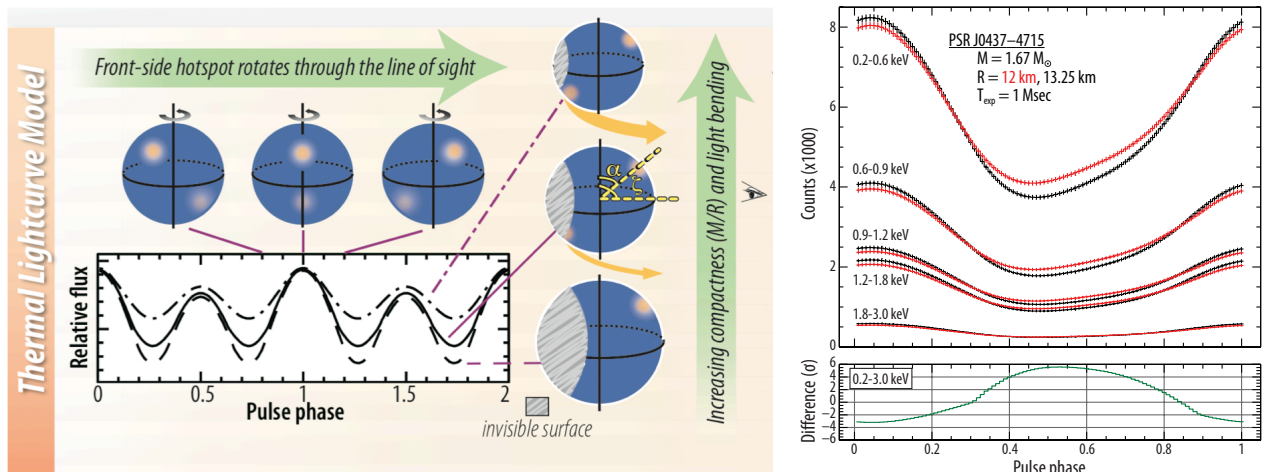 Thermal Lightcurve Model
Front-side hotspot rotates through the line of sight
α
ζ
Increasing compactness (M/R) and light bending
Relative flux
0
0.5
1
1.5
2
Pulse phase
invisible surface
PSR J0437–4715
M = 1.67 M⊙
R = 12 km, 13.25 km
T_exp = 1 Msec
0.2-0.6 keV
0.6-0.9 keV
0.9-1.2 keV
1.2-1.8 keV
1.8-3.0 keV
Counts (x1000)
8
6
4
2
0
0.2-3.0 keV
Difference (σ)
6
4
2
0
−2
−4
−6
0
0.2
0.4
0.6
0.8
1
Pulse phase